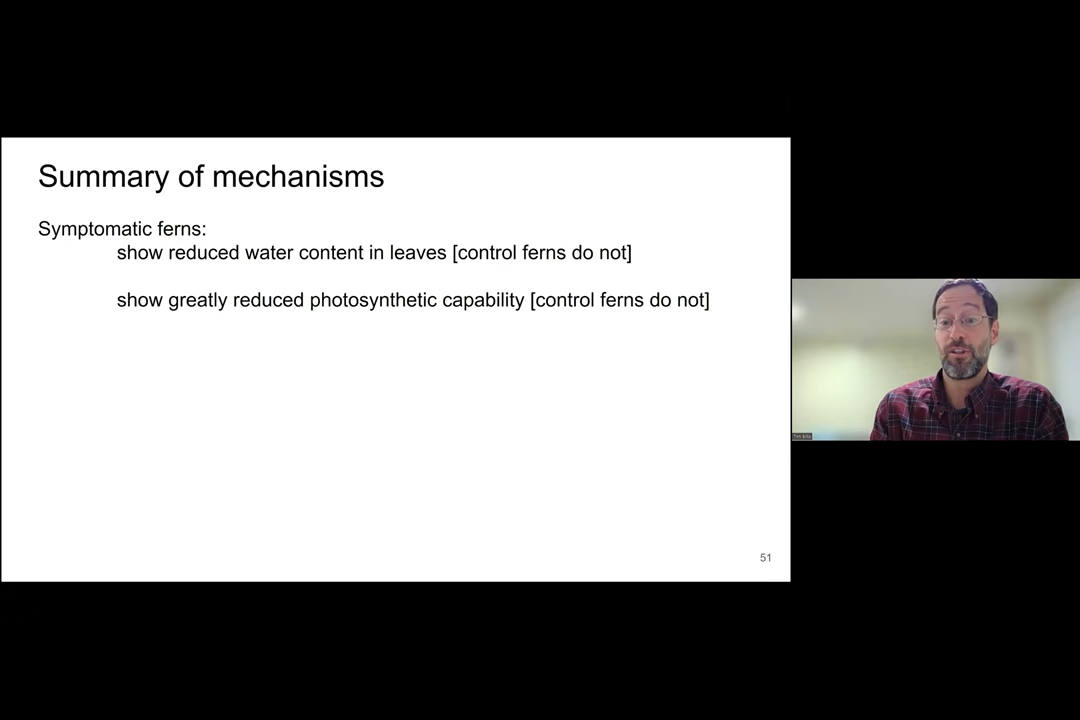 Summary of mechanisms
Symptomatic ferns:
show reduced water content in leaves [control ferns do not]
show greatly reduced photosynthetic capability [control ferns do not]
51